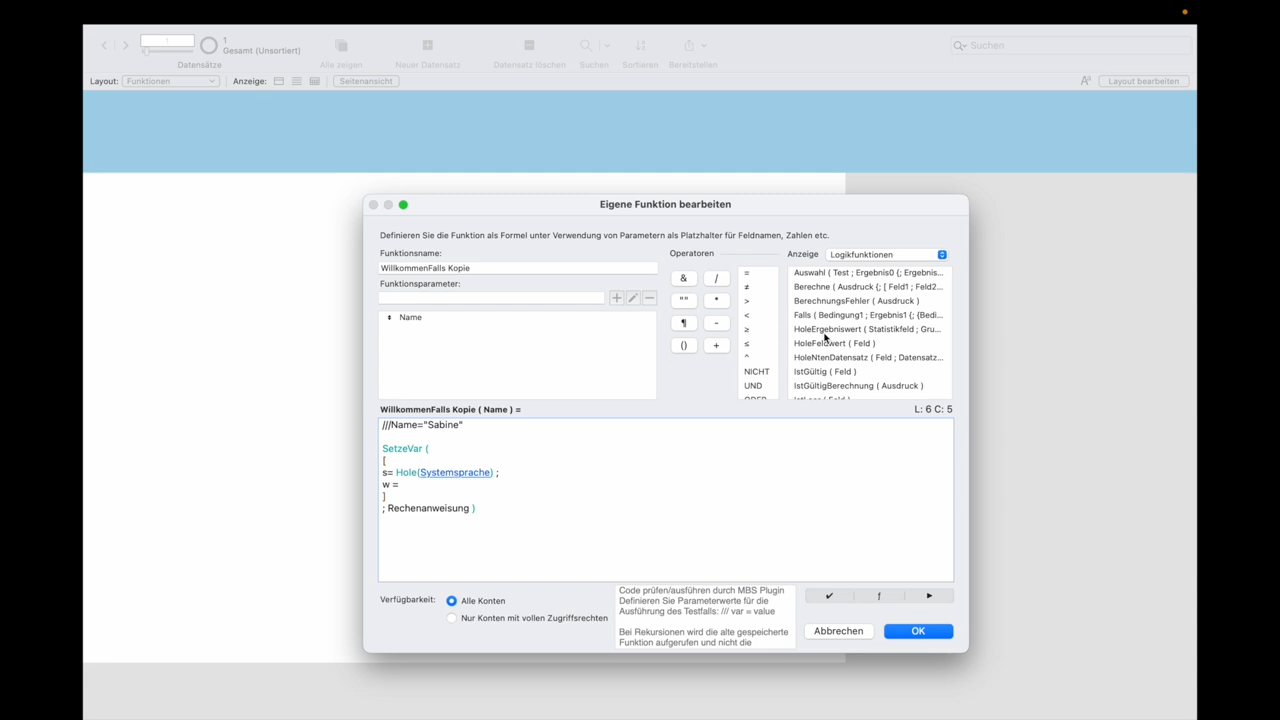 1
1
Gesamt (Unsortiert)
Datensätze
Alle zeigen
Neuer Datensatz
Datensatz löschen
Suchen
Sortieren
Bereitstellen
Suchen
Layout:
Funktionen
Anzeige:
Seitenansicht
Layout bearbeiten
Eigene Funktion bearbeiten
Definieren Sie die Funktion als Formel unter Verwendung von Parametern als Platzhalter für Feldnamen, Zahlen etc.
Funktionsname:
WillkommenFalls Kopie
Funktionsparameter:
Name
Operatoren
& /
"" *
¶ -
() +
=
≠
>
<
≥
≤
^
NICHT
UND
Anzeige
Logikfunktionen
Auswahl ( Test ; Ergebnis0 {; Ergebnis...
Berechne ( Ausdruck {; [ Feld1 ; Feld2...
BerechnungsFehler ( Ausdruck )
Falls ( Bedingung1 ; Ergebnis1 {; {Bedi...
HoleErgebniswert ( Statistikfeld ; Gru...
HoleFeldwert ( Feld )
HoleNtenDatensatz ( Feld ; Datensatz...
IstGültig ( Feld )
IstGültigBerechnung ( Ausdruck )
WillkommenFalls Kopie ( Name ) =
L: 6 C: 5
///Name="Sabine"
SetzeVar (
[
s= Hole(Systemsprache) ;
w =
]
; Rechenanweisung )
Verfügbarkeit:
Alle Konten
Nur Konten mit vollen Zugriffsrechten
Code prüfen/ausführen durch MBS Plugin
Definieren Sie Parameterwerte für die
Ausführung des Testfalls: /// var = value
Bei Rekursionen wird die alte gespeicherte
Funktion aufgerufen und nicht die
Abbrechen
OK